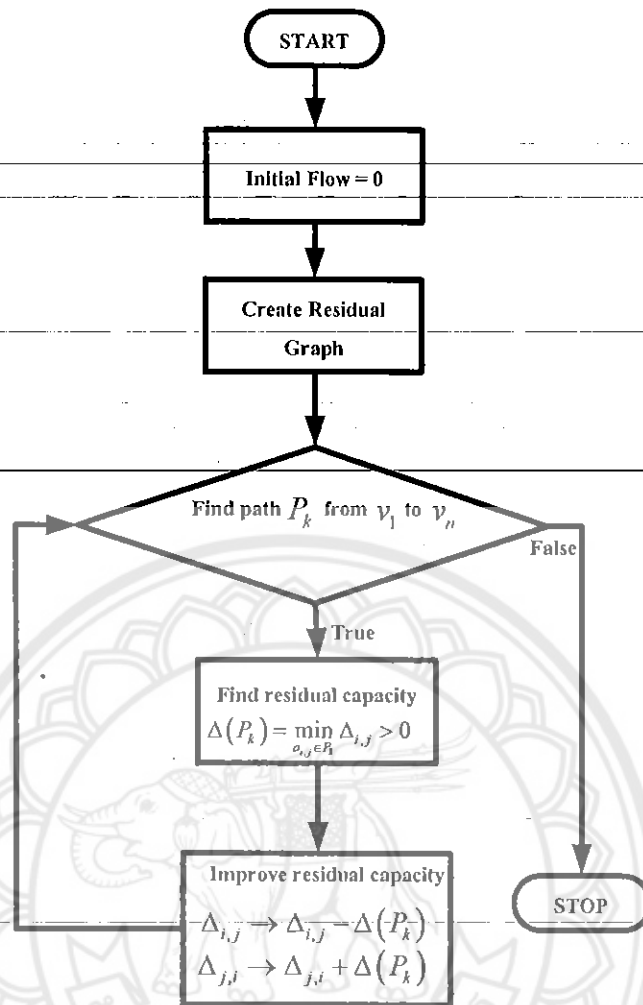 START
Initial Flow = 0
Create Residual
Graph
Find path P_k from v_1 to v_n
False
True
Find residual capacity
Δ(P_k) = min Δ_{i,j} > 0
Improve residual capacity
Δ_{i,j} → Δ_{i,j} − Δ(P_k)
Δ_{j,i} → Δ_{j,i} + Δ(P_k)
STOP